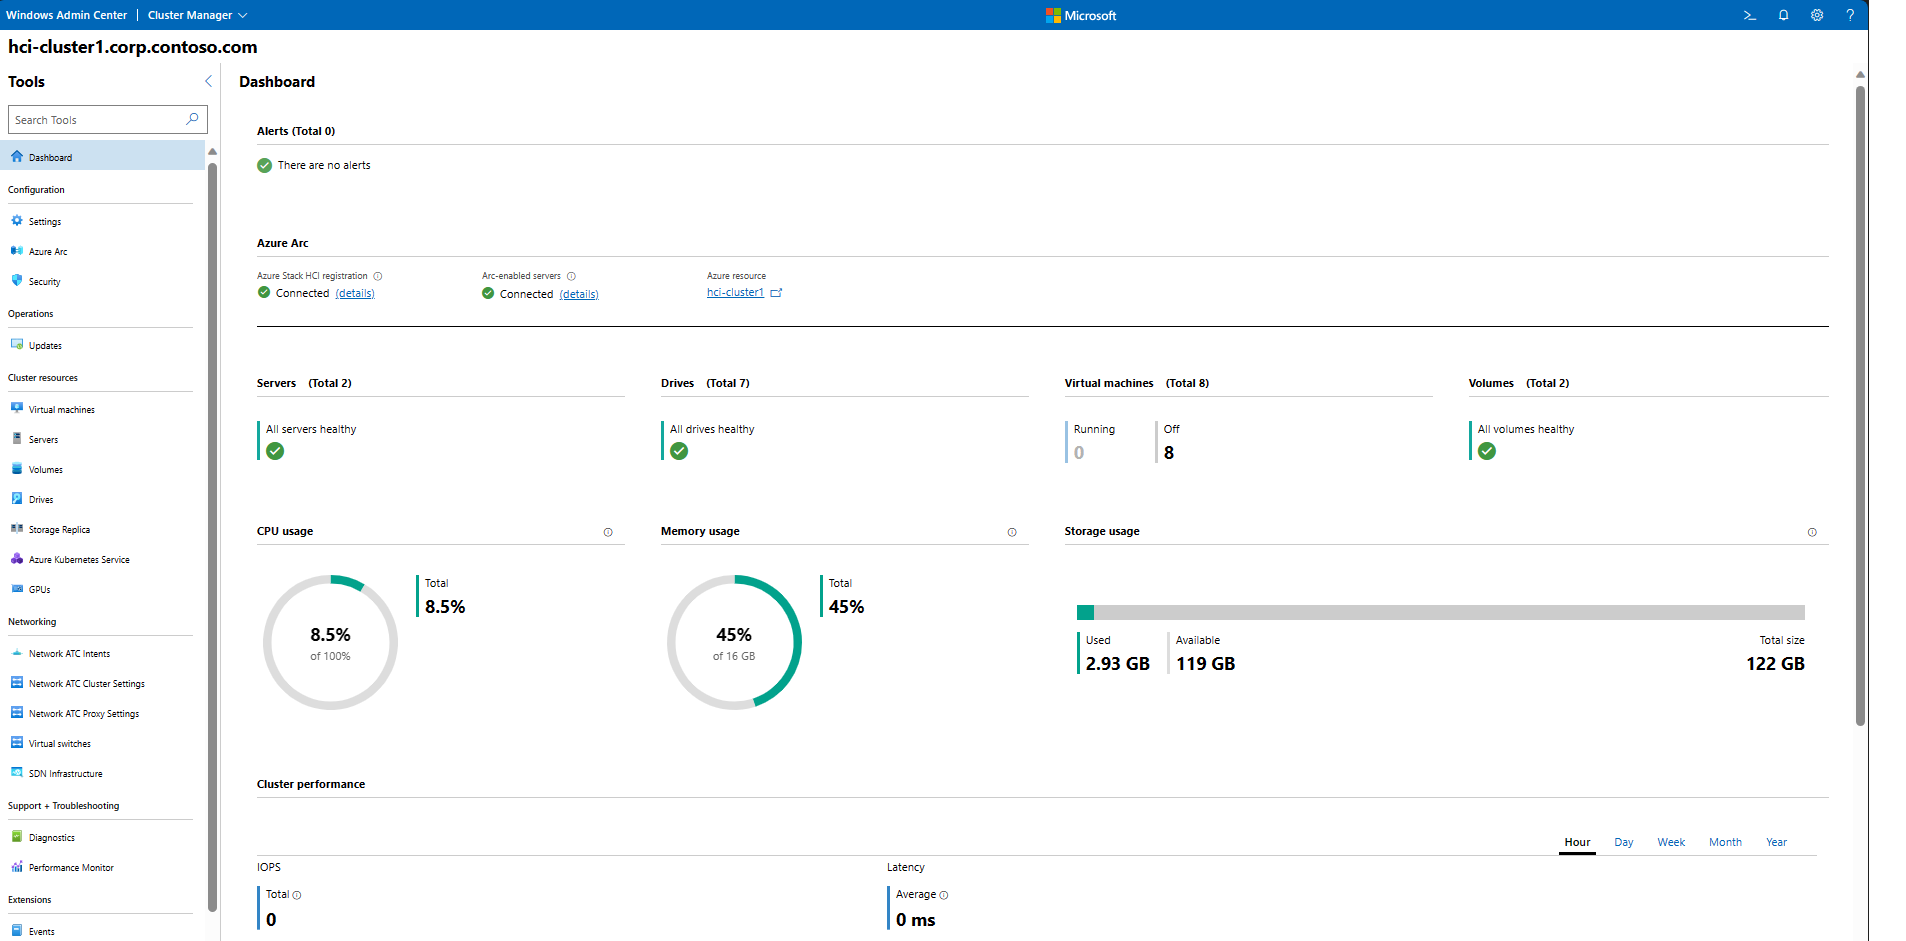 Windows Admin Center | Cluster Manager
Microsoft
?
hci-cluster1.corp.contoso.com
Tools
Search Tools
Dashboard
Configuration
Settings
Azure Arc
Security
Operations
Updates
Cluster resources
Virtual machines
Servers
Volumes
Drives
Storage Replica
Azure Kubernetes Service
GPUs
Networking
Network ATC Intents
Network ATC Cluster Settings
Network ATC Proxy Settings
Virtual switches
SDN Infrastructure
Support + Troubleshooting
Diagnostics
Performance Monitor
Extensions
Events
Dashboard
Alerts (Total 0)
There are no alerts
Azure Arc
Azure Stack HCI registration
Connected (details)
Arc-enabled servers
Connected (details)
Azure resource
hci-cluster1
Servers (Total 2)
All servers healthy
Drives (Total 7)
All drives healthy
Virtual machines (Total 8)
Running
0
Off
8
Volumes (Total 2)
All volumes healthy
CPU usage
8.5%
of 100%
Total
8.5%
Memory usage
45%
of 16 GB
Total
45%
Storage usage
Used
2.93 GB
Available
119 GB
Total size
122 GB
Cluster performance
Hour Day Week Month Year
IOPS
Total
0
Latency
Average
0 ms